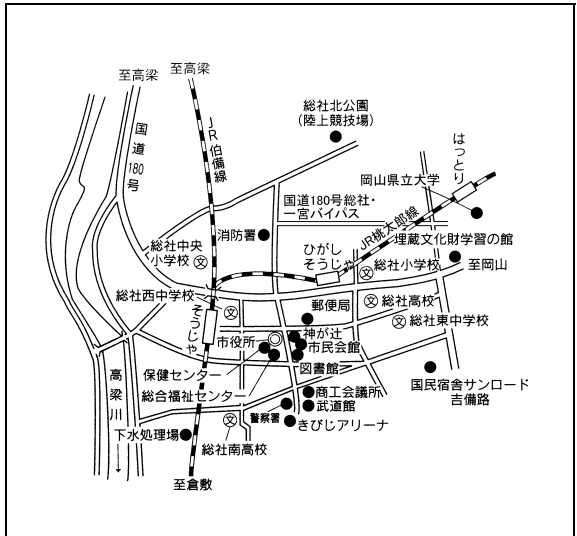 至高梁
至高梁
国道180号
JR伯備線
総社北公園
(陸上競技場)
はっとり
岡山県立大学
国道180号総社・
一宮バイパス
JR桃太郎線
消防署
埋蔵文化財学習の館
総社中央
小学校
文
ひがし
そうじゃ
文
総社小学校
至岡山
総社西中学校
文
そうじゃ
郵便局
文
総社高校
文
総社東中学校
市役所
神が辻
市民会館
保健センター
図書館
総合福祉センター
国民宿舎サンロード
吉備路
高梁川
商工会議所
武道館
警察署
文
きびじアリーナ
下水処理場
総社南高校
至倉敷